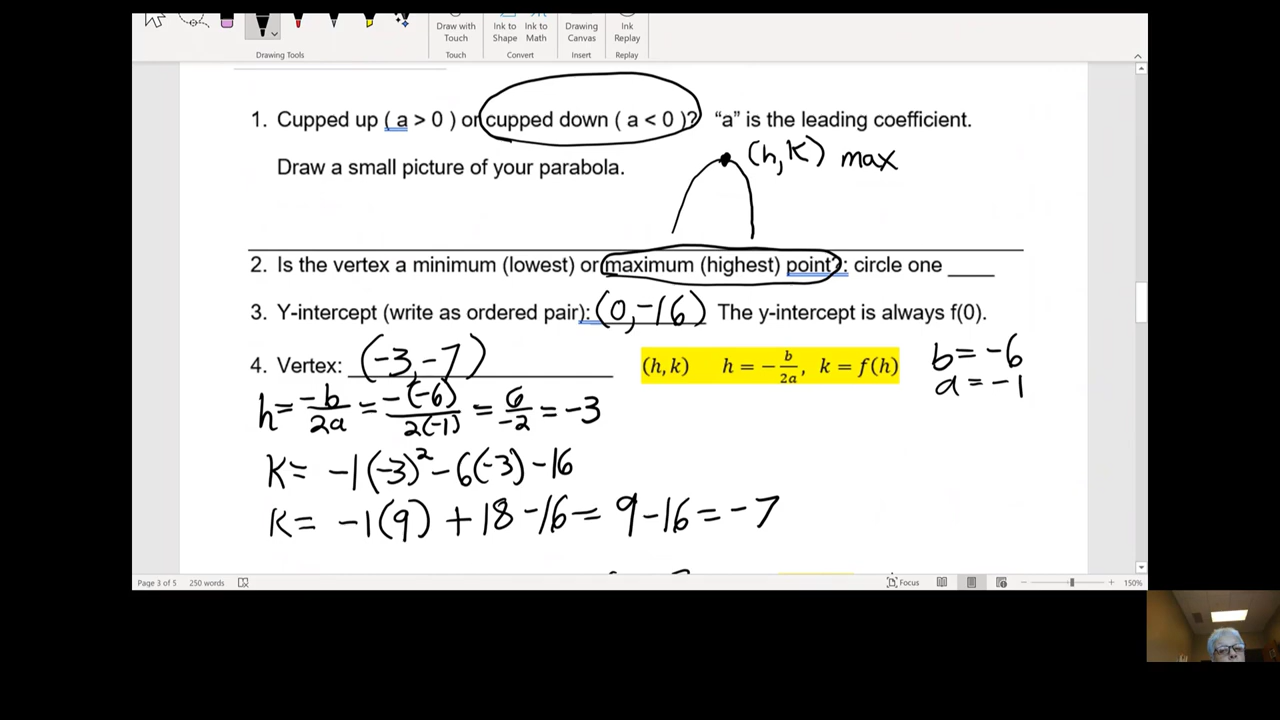 Draw with Touch
Ink to Shape
Ink to Math
Drawing Canvas
Ink Replay
Drawing Tools
Touch
Convert
Insert
Replay
1. Cupped up ( a > 0 ) or cupped down ( a < 0 )? “a” is the leading coefficient.
(h, k) max
Draw a small picture of your parabola.
2. Is the vertex a minimum (lowest) or maximum (highest) point?: circle one ____
3. Y-intercept (write as ordered pair): (0, -16) The y-intercept is always f(0).
4. Vertex: (-3, -7) (h, k) h = -b/2a, k = f(h) b = -6
a = -1
h = -b/2a = -(-6)/2(-1) = 6/-2 = -3
K = -1(-3)² - 6(-3) - 16
K = -1(9) + 18 - 16 = 9 - 16 = -7
Page 3 of 5 250 words Focus 150%